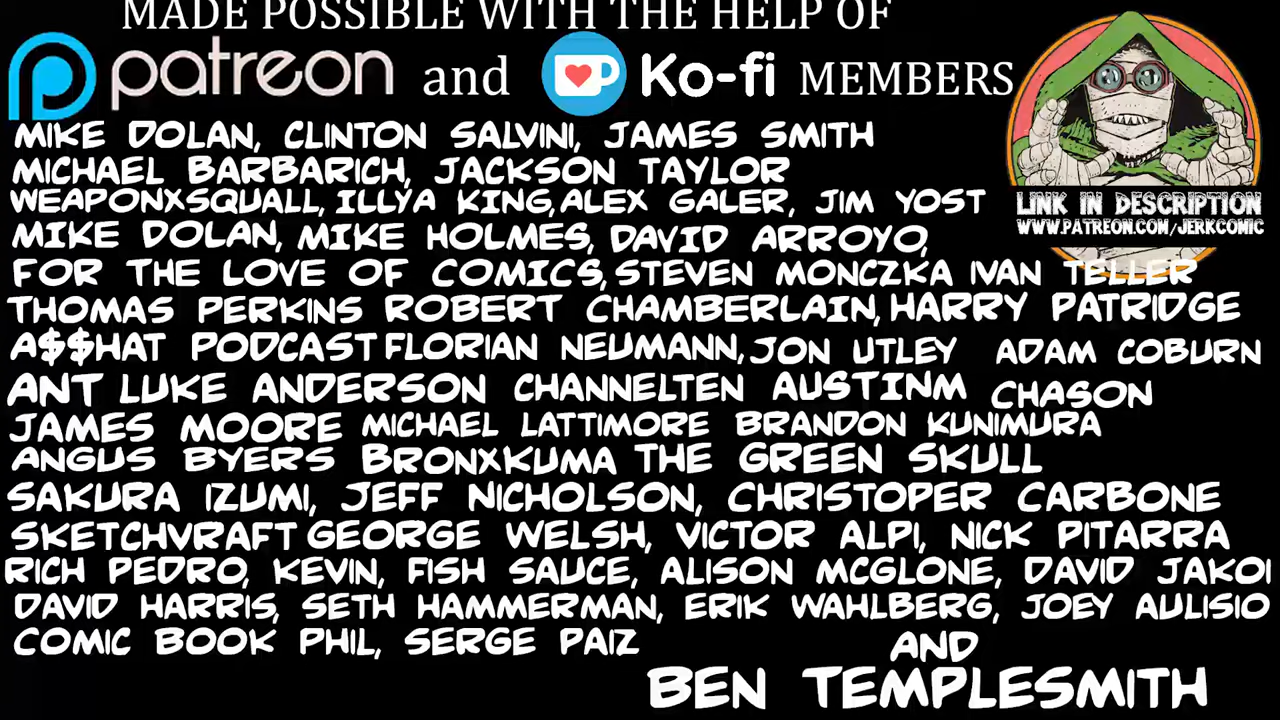 MADE POSSIBLE WITH THE HELP OF
patreon and Ko-fi MEMBERS
MIKE DOLAN, CLINTON SALVINI, JAMES SMITH
MICHAEL BARBARICH, JACKSON TAYLOR
WEAPONXSQUALL, ILLYA KING, ALEX GALER, JIM YOST
LINK IN DESCRIPTION
WWW.PATREON.COM/JERKCOMIC
MIKE DOLAN, MIKE HOLMES, DAVID ARROYO,
FOR THE LOVE OF COMICS, STEVEN MONCZKA IVAN TELLER
THOMAS PERKINS ROBERT CHAMBERLAIN, HARRY PATRIDGE
A$$HAT PODCAST FLORIAN NEUMANN, JON UTLEY ADAM COBURN
ANT LUKE ANDERSON CHANNELTEN AUSTINM CHASON
JAMES MOORE MICHAEL LATTIMORE BRANDON KUNIMURA
ANGUS BYERS BRONXKUMA THE GREEN SKULL
SAKURA IZUMI, JEFF NICHOLSON, CHRISTOPER CARBONE
SKETCHVRAFT GEORGE WELSH, VICTOR ALPI, NICK PITARRA
RICH PEDRO, KEVIN, FISH SAUCE, ALISON MCGLONE, DAVID JAKOI
DAVID HARRIS, SETH HAMMERMAN, ERIK WAHLBERG, JOEY AULISIO
COMIC BOOK PHIL, SERGE PAIZ AND
BEN TEMPLESMITH